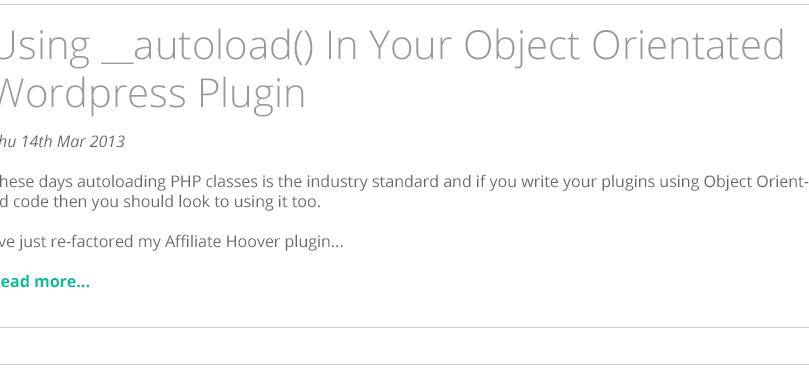 Using __autoload() In Your Object Orientated
Wordpress Plugin
hu 14th Mar 2013
hese days autoloading PHP classes is the industry standard and if you write your plugins using Object Orient-
d code then you should look to using it too.
ve just re-factored my Affiliate Hoover plugin...
ead more...